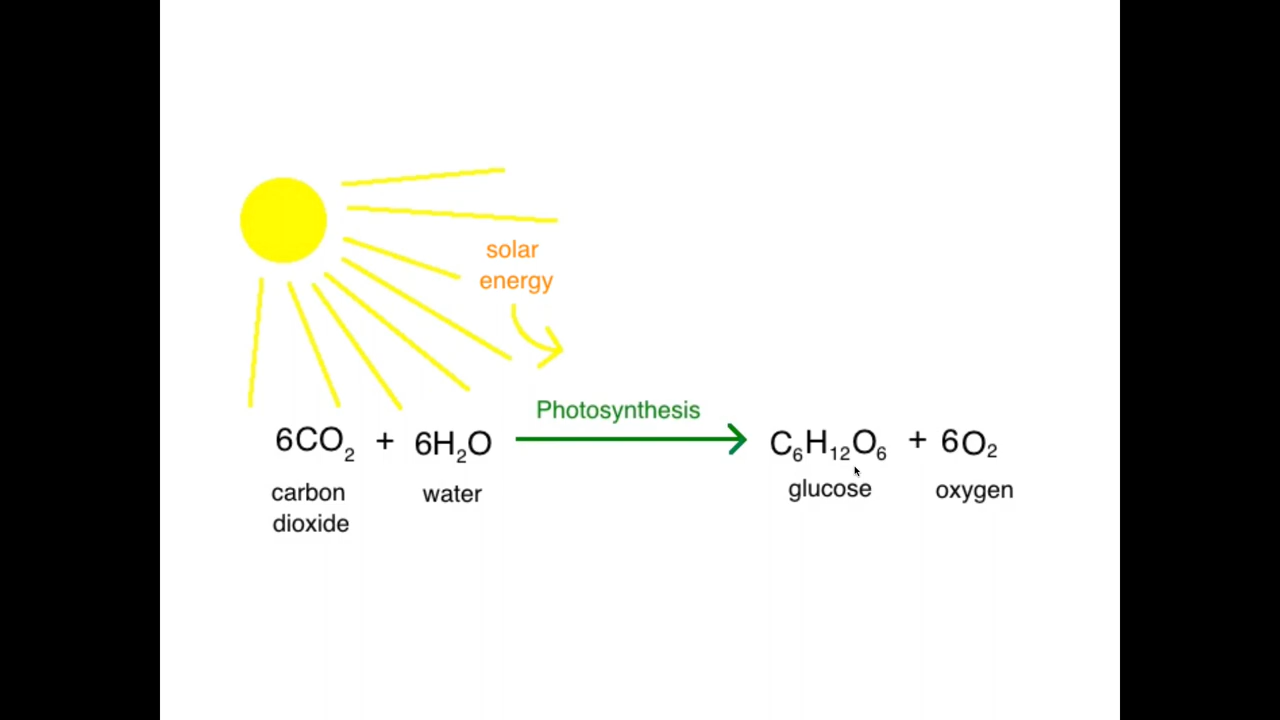 solar
energy
Photosynthesis
6CO₂ + 6H₂O C₆H₁₂O₆ + 6O₂
carbon dioxide water glucose oxygen